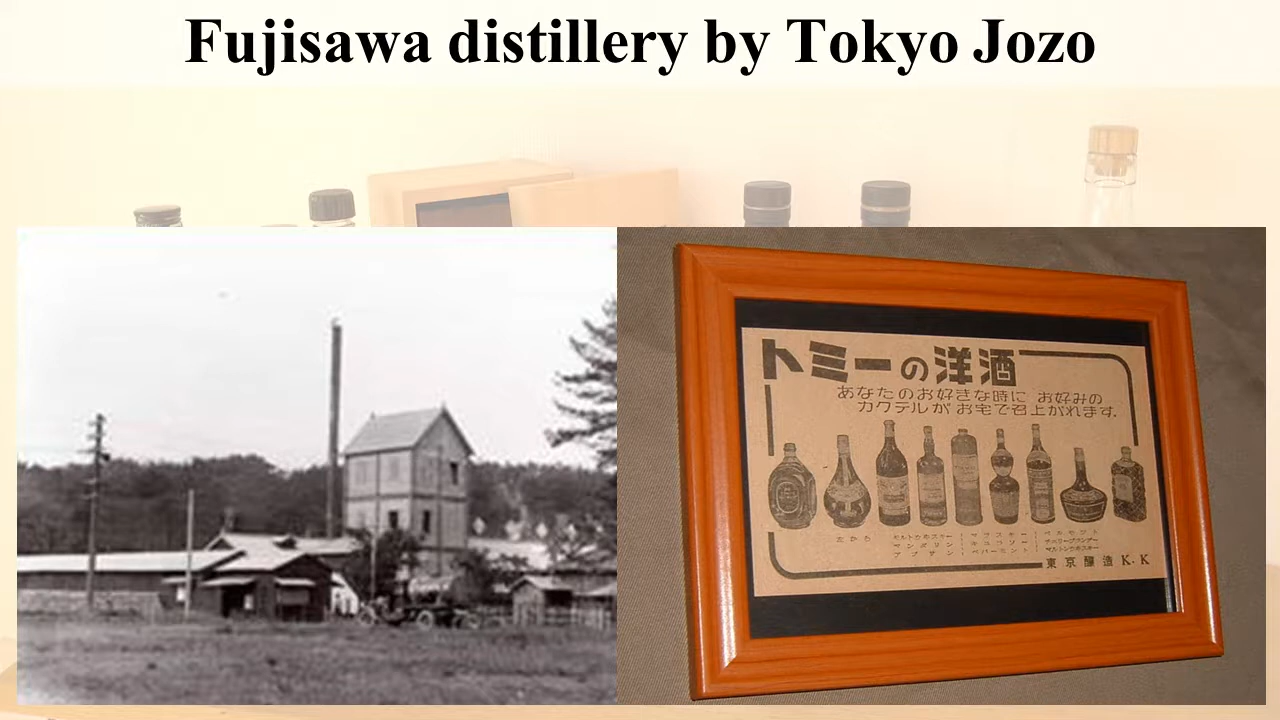 Fujisawa distillery by Tokyo Jozo
トミーの洋酒
あなたのお好きな時に お好みの
カクテルが お宅で召上がれます.
東京醸造 K.K